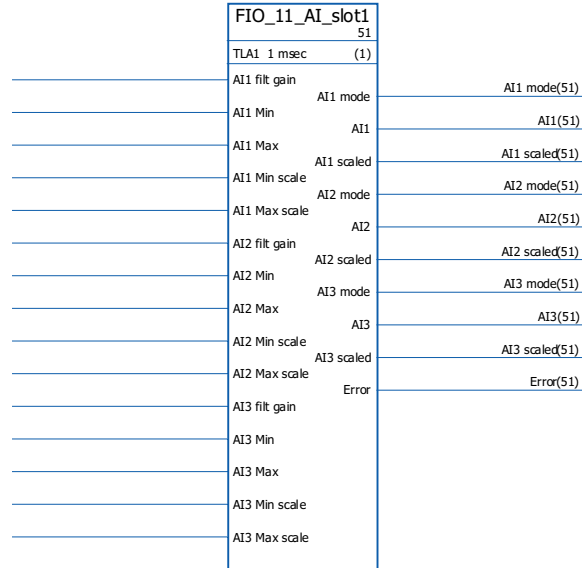 FIO_11_AI_slot1
51
TLA1 1 msec (1)
AI1 filt gain
AI1 mode
AI1 mode(51)
AI1 Min
AI1
AI1(51)
AI1 Max
AI1 scaled
AI1 scaled(51)
AI1 Min scale
AI2 mode
AI2 mode(51)
AI1 Max scale
AI2
AI2(51)
AI2 filt gain
AI2 scaled
AI2 scaled(51)
AI2 Min
AI3 mode
AI3 mode(51)
AI2 Max
AI3
AI3(51)
AI2 Min scale
AI3 scaled
AI3 scaled(51)
AI2 Max scale
Error
Error(51)
AI3 filt gain
AI3 Min
AI3 Max
AI3 Min scale
AI3 Max scale